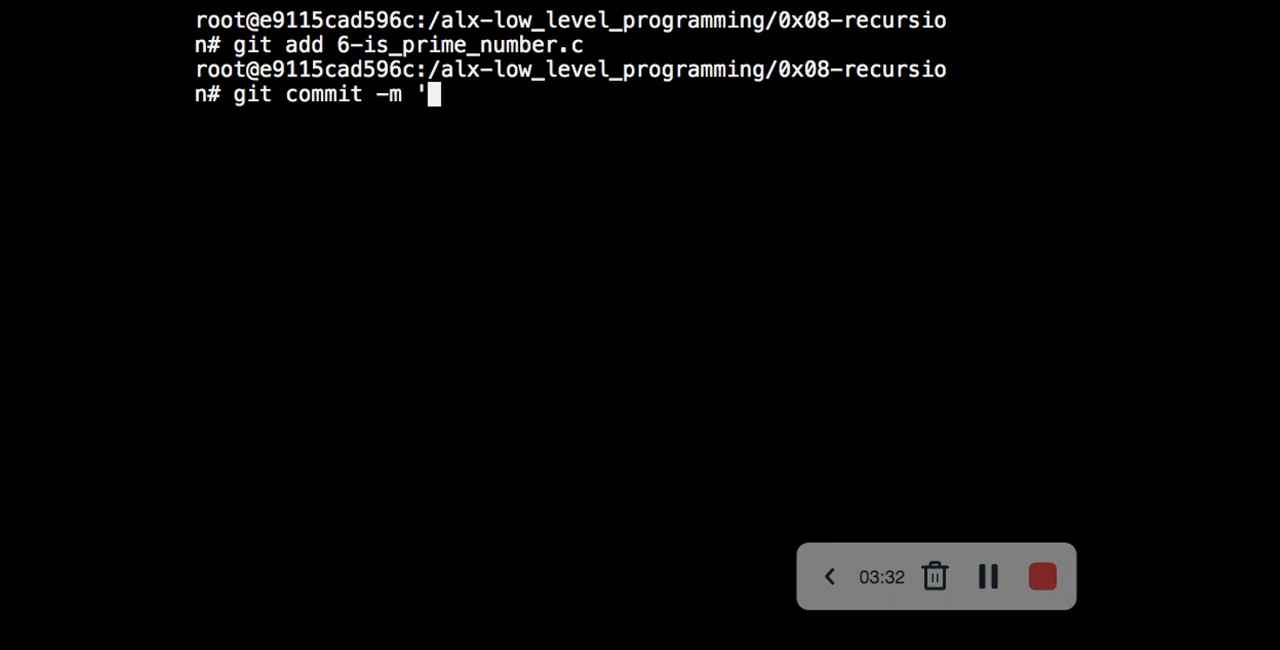 root@e9115cad596c:/alx-low_level_programming/0x08-recursio
n# git add 6-is_prime_number.c
root@e9115cad596c:/alx-low_level_programming/0x08-recursio
n# git commit -m '
03:32